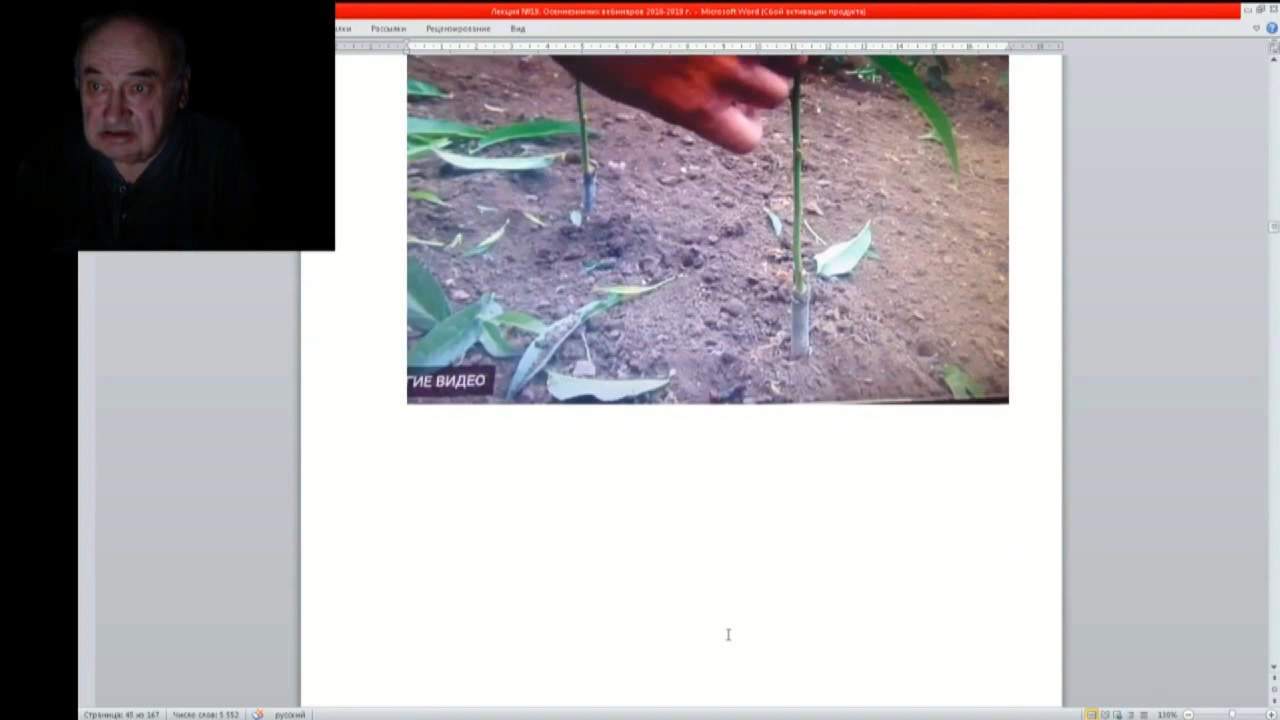 Лекция №19. Осеннезимних вебинаров 2018-2019 г. - Microsoft Word (Сбой активации продукта)
лки Рассылки Рецензирование Вид
ГИЕ ВИДЕО
Страница: 45 из 167 Число слов: 5 552 русский 130%